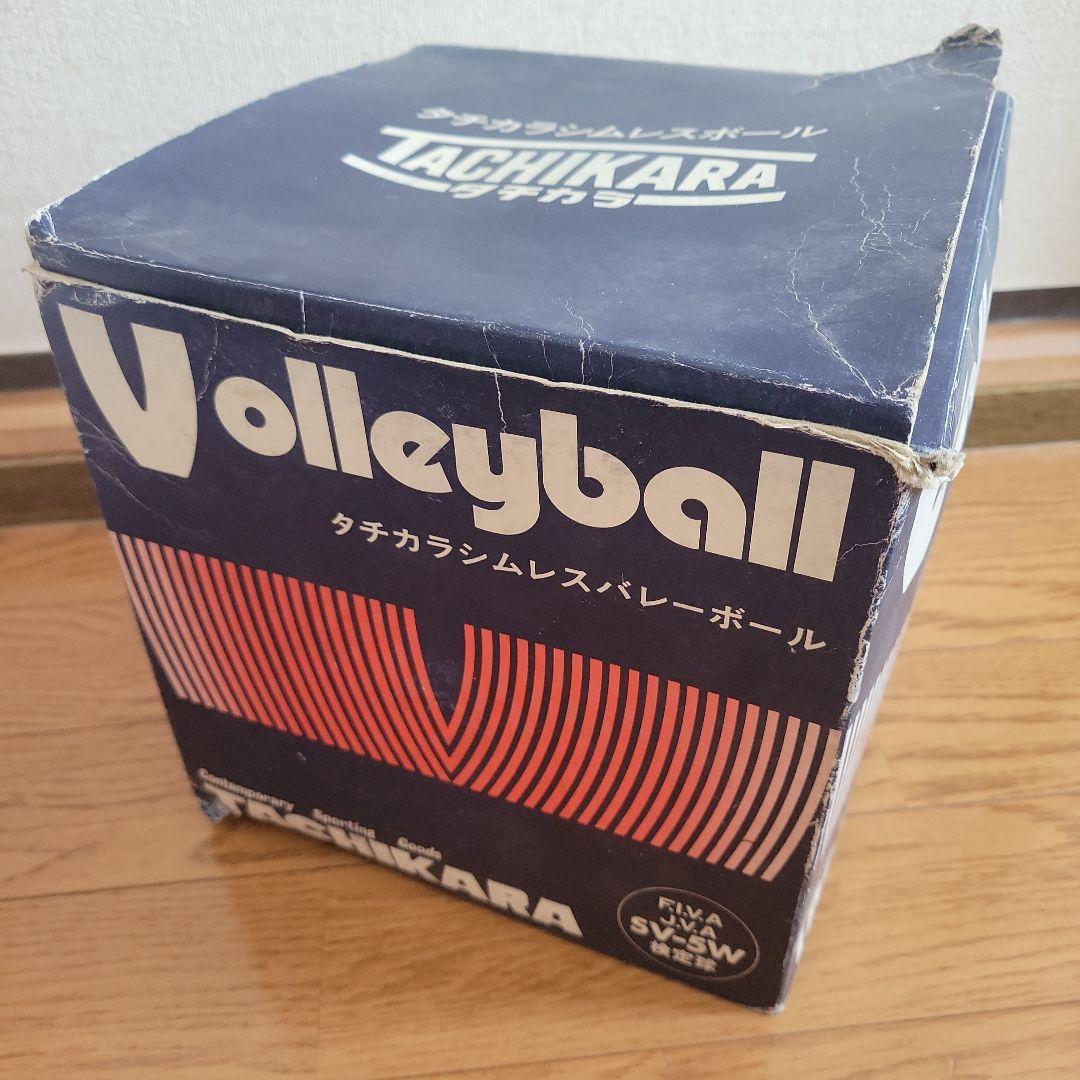 タチカラシムレスボール
TACHIKARA
タチカラ
Volleyball
タチカラシムレスバレーボール
Contemporary Sporting Goods
TACHIKARA
F.I.V.A
J.V.A
SV-5W
検定球